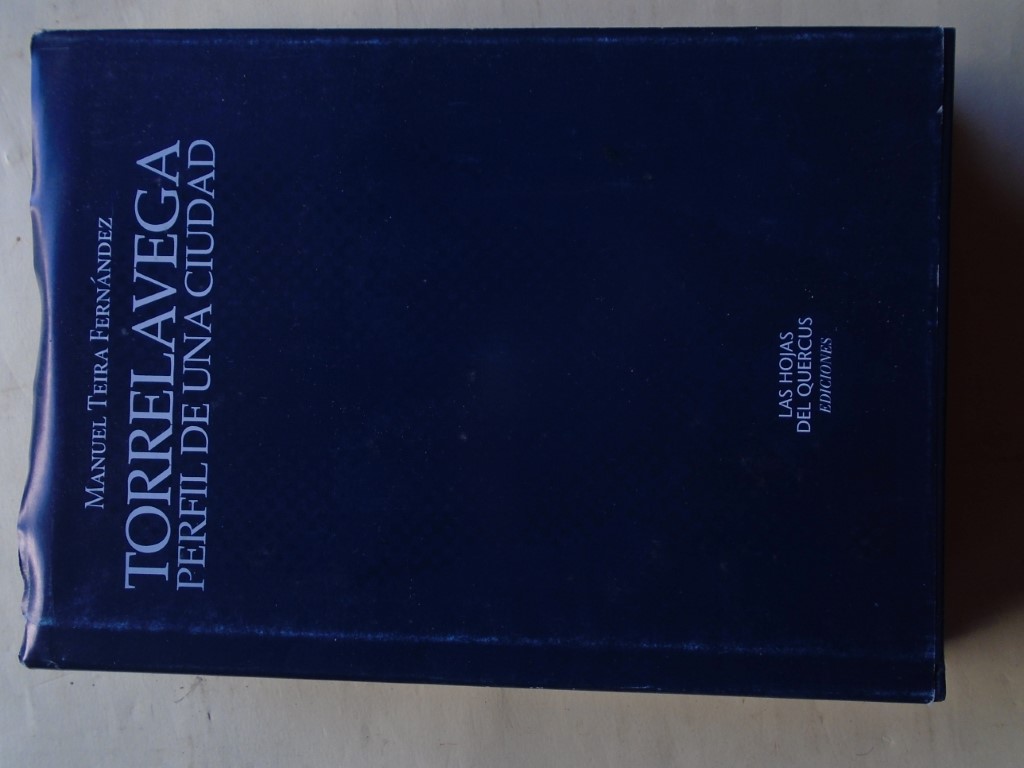 MANUEL TEIRA FERNÁNDEZ
TORRELAVEGA
PERFIL DE UNA CIUDAD
LAS HOJAS
DEL QUERCUS
EDICIONES